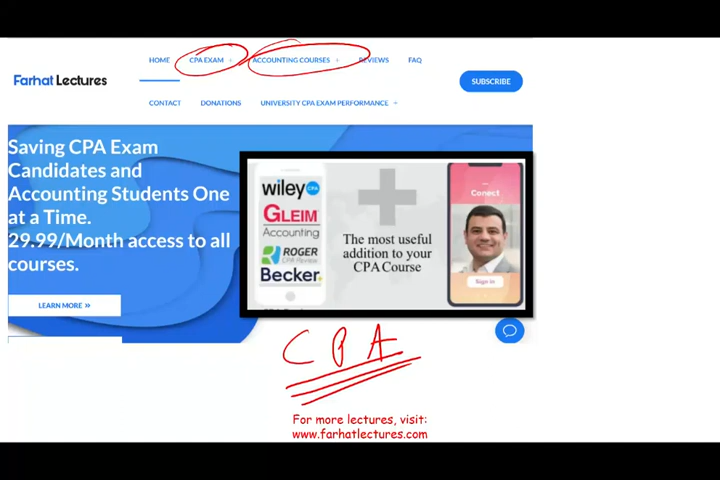 HOME CPA EXAM ACCOUNTING COURSES REVIEWS FAQ
Farhat Lectures
SUBSCRIBE
CONTACT DONATIONS UNIVERSITY CPA EXAM PERFORMANCE
Saving CPA Exam
Candidates and
Accounting Students One
at a Time.
29.99/Month access to all
courses.
LEARN MORE »
wiley CPA
GLEIM
Accounting
ROGER
CPA Review
Becker
The most useful
addition to your
CPA Course
Conect
Sign in
CPA
For more lectures, visit:
www.farhatlectures.com